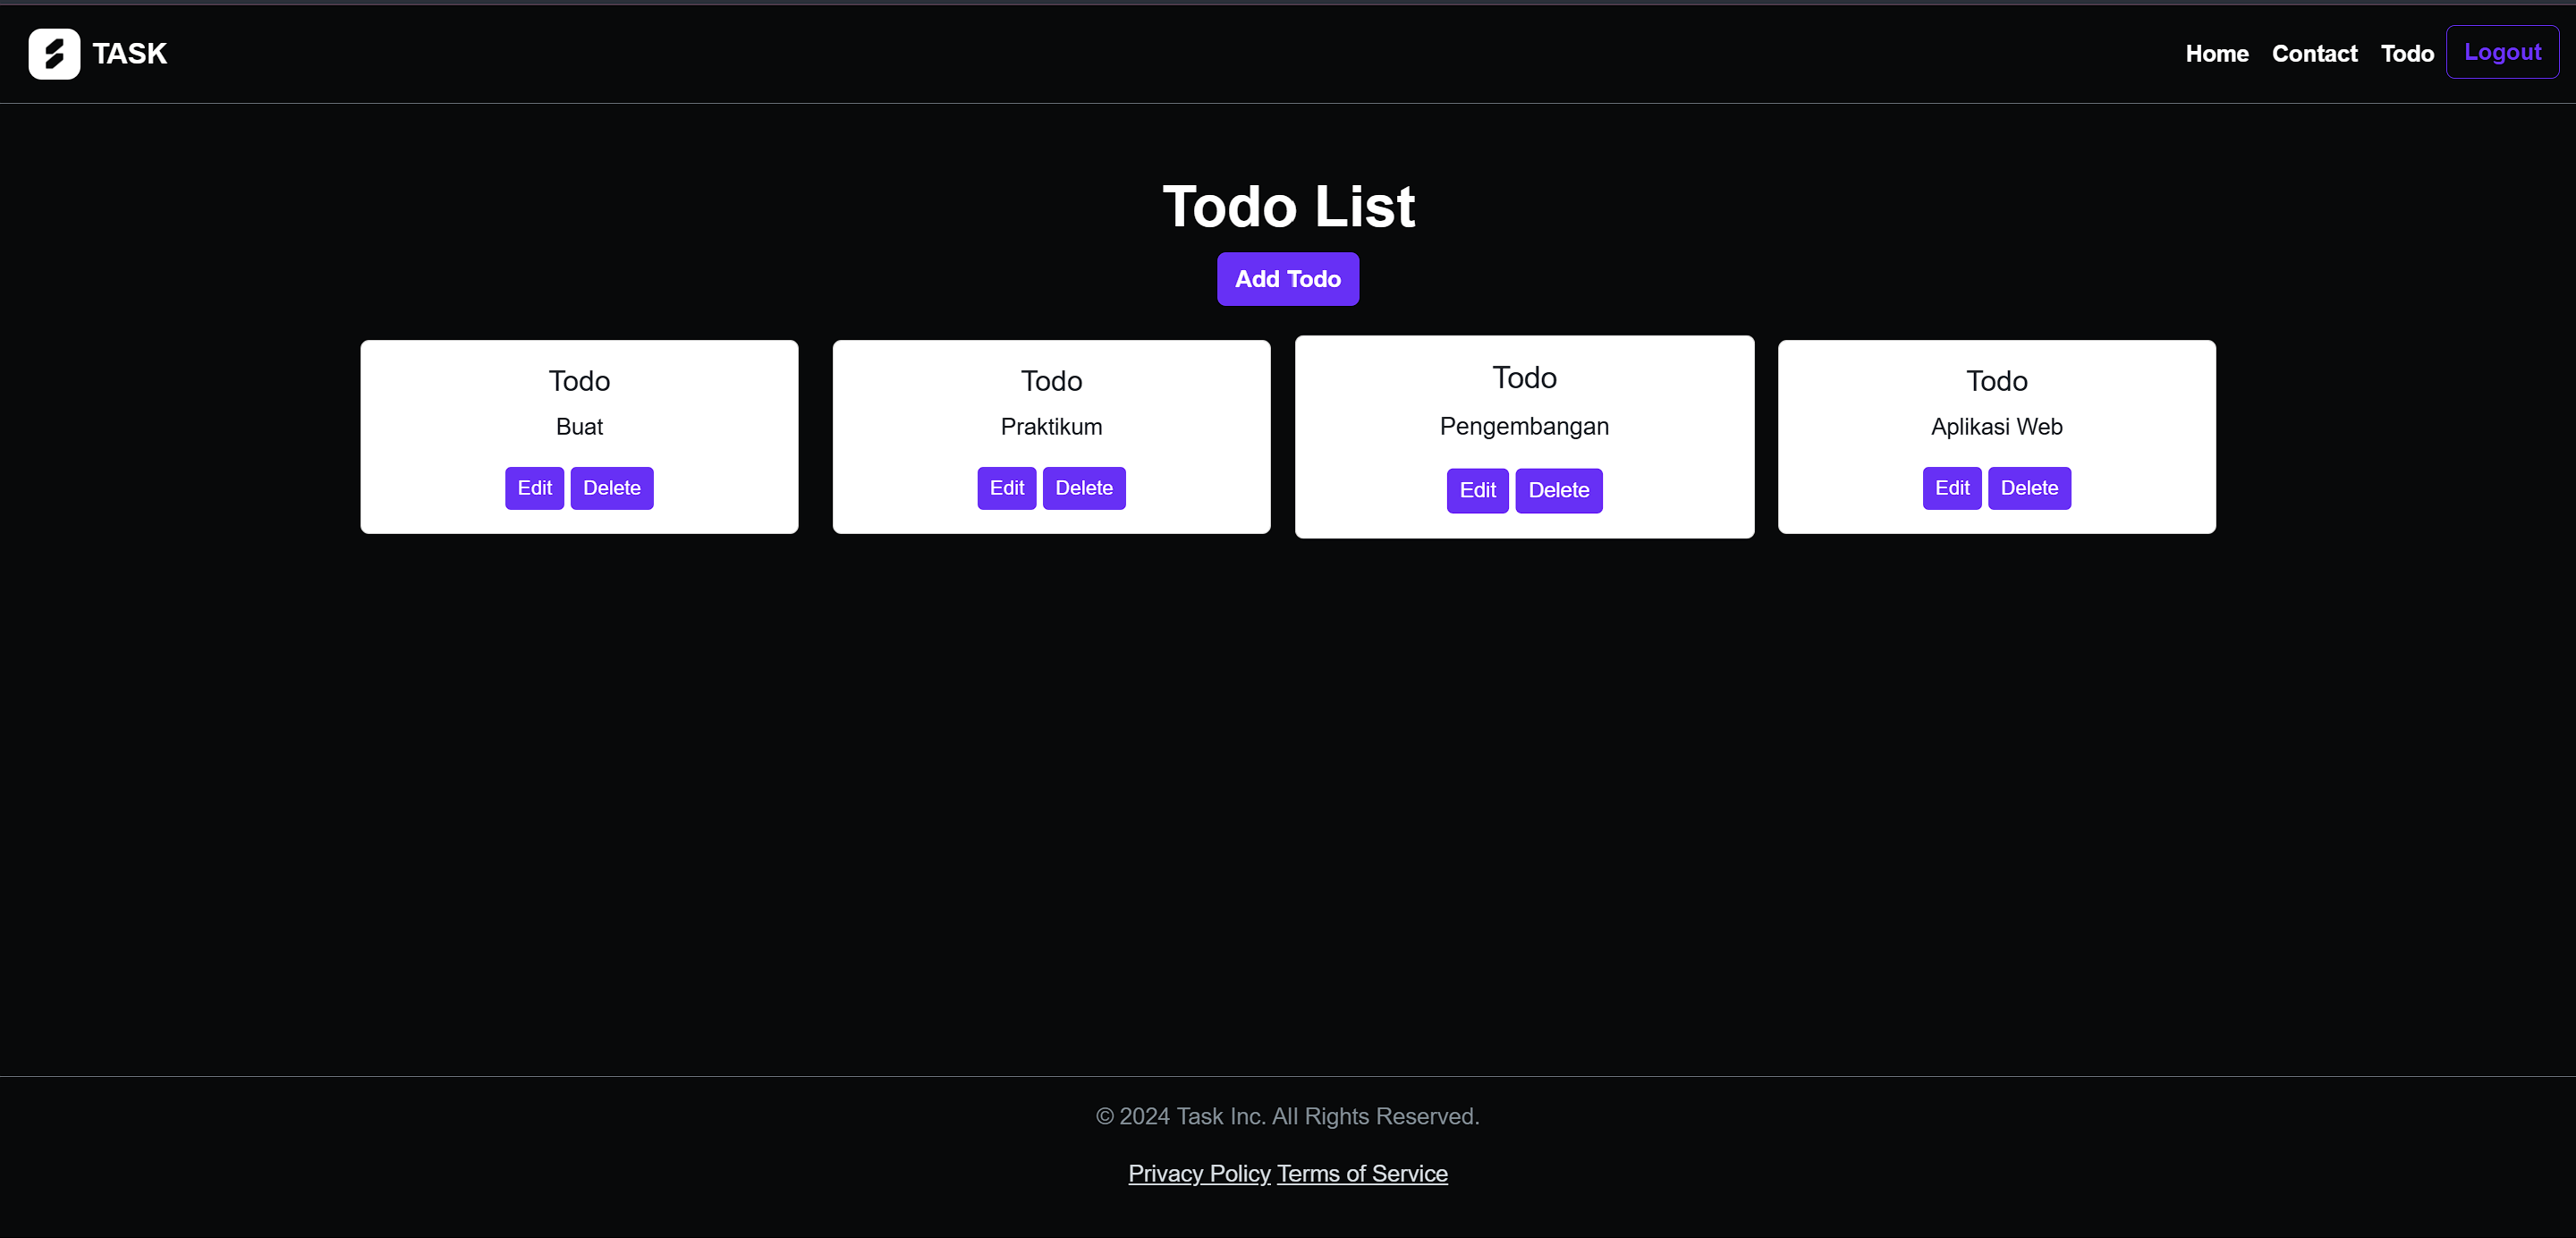 TASK
Home Contact Todo Logout
Todo List
Add Todo
Todo
Buat
Edit Delete
Todo
Praktikum
Edit Delete
Todo
Pengembangan
Edit Delete
Todo
Aplikasi Web
Edit Delete
© 2024 Task Inc. All Rights Reserved.
Privacy Policy Terms of Service